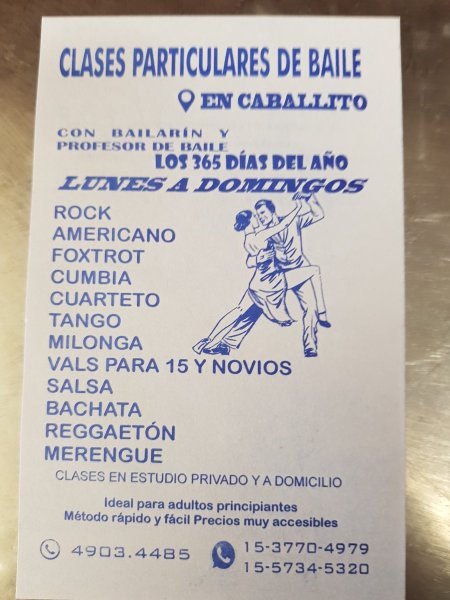 CLASES PARTICULARES DE BAILE
EN CABALLITO
CON BAILARÍN Y
PROFESOR DE BAILE
LOS 365 DÍAS DEL AÑO
LUNES A DOMINGOS
ROCK
AMERICANO
FOXTROT
CUMBIA
CUARTETO
TANGO
MILONGA
VALS PARA 15 Y NOVIOS
SALSA
BACHATA
REGGAETÓN
MERENGUE
CLASES EN ESTUDIO PRIVADO Y A DOMICILIO
Ideal para adultos principiantes
Método rápido y fácil Precios muy accesibles
4903.4485
15-3770-4979
15-5734-5320